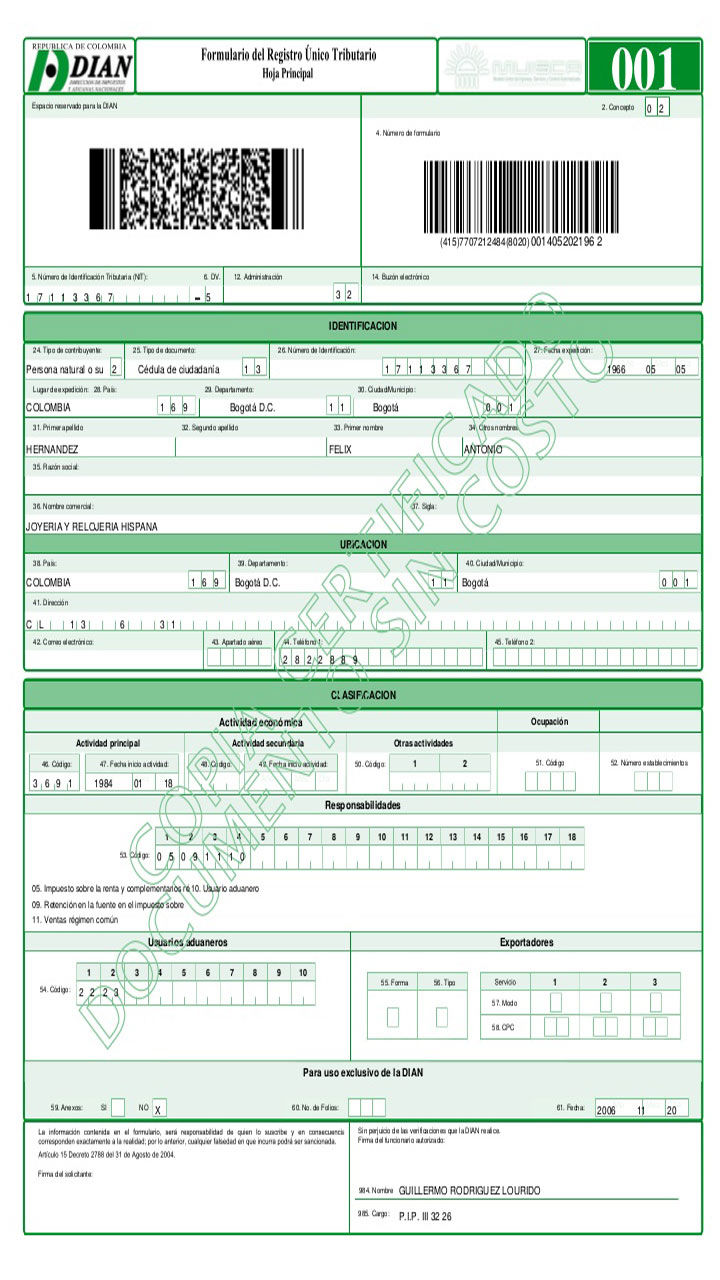 REPUBLICA DE COLOMBIA
DIAN
DIRECCION DE IMPUESTOS
Y ADUANAS NACIONALES
Formulario del Registro Único Tributario
Hoja Principal
MUISCA
001
Espacio reservado para la DIAN
2. Concepto 0 2
4. Número de formulario
(415)7707212484(8020) 001405202196 2
5. Número de Identificación Tributaria (NIT): 6. DV. 12. Administración 14. Buzón electrónico
1 7 1 1 3 3 6 7 - 5 3 2
IDENTIFICACION
24. Tipo de contribuyente: 25. Tipo de documento: 26. Número de Identificación: 27. Fecha expedición:
Persona natural o su 2 Cédula de ciudadanía 1 3 1 7 1 1 3 3 6 7 1966 05 05
Lugar de expedición: 28. País: 29. Departamento: 30. Ciudad/Municipio:
COLOMBIA 1 6 9 Bogotá D.C. 1 1 Bogotá 0 0 1
31. Primer apellido 32. Segundo apellido 33. Primer nombre 34. Otros nombres
HERNANDEZ FELIX ANTONIO
35. Razón social:
36. Nombre comercial: 37. Sigla:
JOYERIA Y RELOJERIA HISPANA
UBICACION
38. País: 39. Departamento: 40. Ciudad/Municipio:
COLOMBIA 1 6 9 Bogotá D.C. 1 1 Bogotá 0 0 1
41. Dirección
C L 1 3 6 3 1
42. Correo electrónico: 43. Apartado aéreo 44. Teléfono 1: 45. Teléfono 2:
2 8 2 2 8 8 9
CLASIFICACION
Actividad económica Ocupación
Actividad principal Actividad secundaria Otras actividades
46. Código: 47. Fecha inicio actividad: 48. Código: 49. Fecha inicio actividad: 50. Código: 1 2 51. Código 52. Número establecimientos
3 6 9 1 1984 01 18
Responsabilidades
1 2 3 4 5 6 7 8 9 10 11 12 13 14 15 16 17 18
53. Código: 0 5 0 9 1 1 1 0
05. Impuesto sobre la renta y complementarios ré 10. Usuario aduanero
09. Retención en la fuente en el impuesto sobre
11. Ventas régimen común
Usuarios aduaneros Exportadores
1 2 3 4 5 6 7 8 9 10
54. Código: 2 2 2 3
55. Forma 56. Tipo Servicio 1 2 3
57. Modo
58. CPC
Para uso exclusivo de la DIAN
59. Anexos: SI NO X 60. No. de Folios: 61. Fecha: 2006 11 20
La información contenida en el formulario, será responsabilidad de quien lo suscribe y en consecuencia
corresponden exactamente a la realidad; por lo anterior, cualquier falsedad en que incurra podrá ser sancionada.
Artículo 15 Decreto 2788 del 31 de Agosto de 2004.
Firma del solicitante:
Sin perjuicio de las verificaciones que la DIAN realice.
Firma del funcionario autorizado:
984. Nombre GUILLERMO RODRIGUEZ LOURIDO
985. Cargo: P.I.P. III 32 26
COPIA CERTIFICADO
DOCUMENTO SIN COSTO